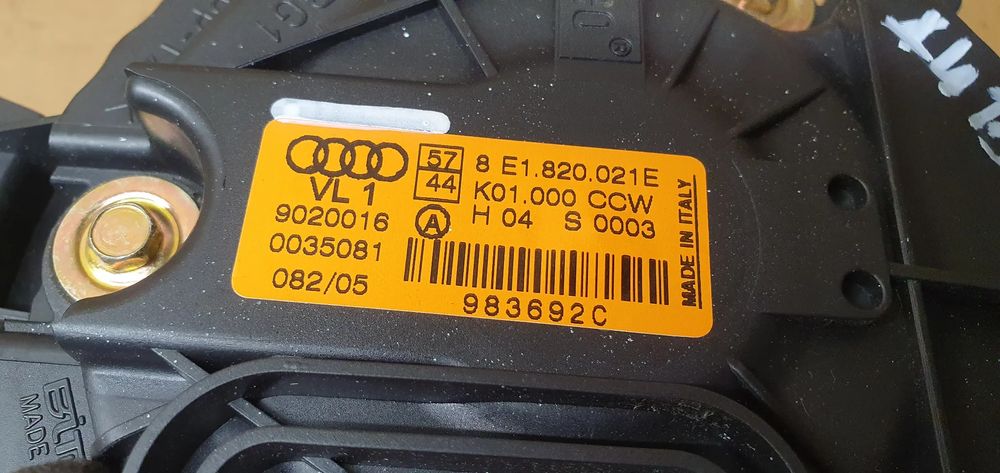 57
44
8 E1.820.021E
VL 1
K01.000 CCW
9020016
A
H 04 S 0003
0035081
082/05
983692C
MADE IN ITALY
MADE